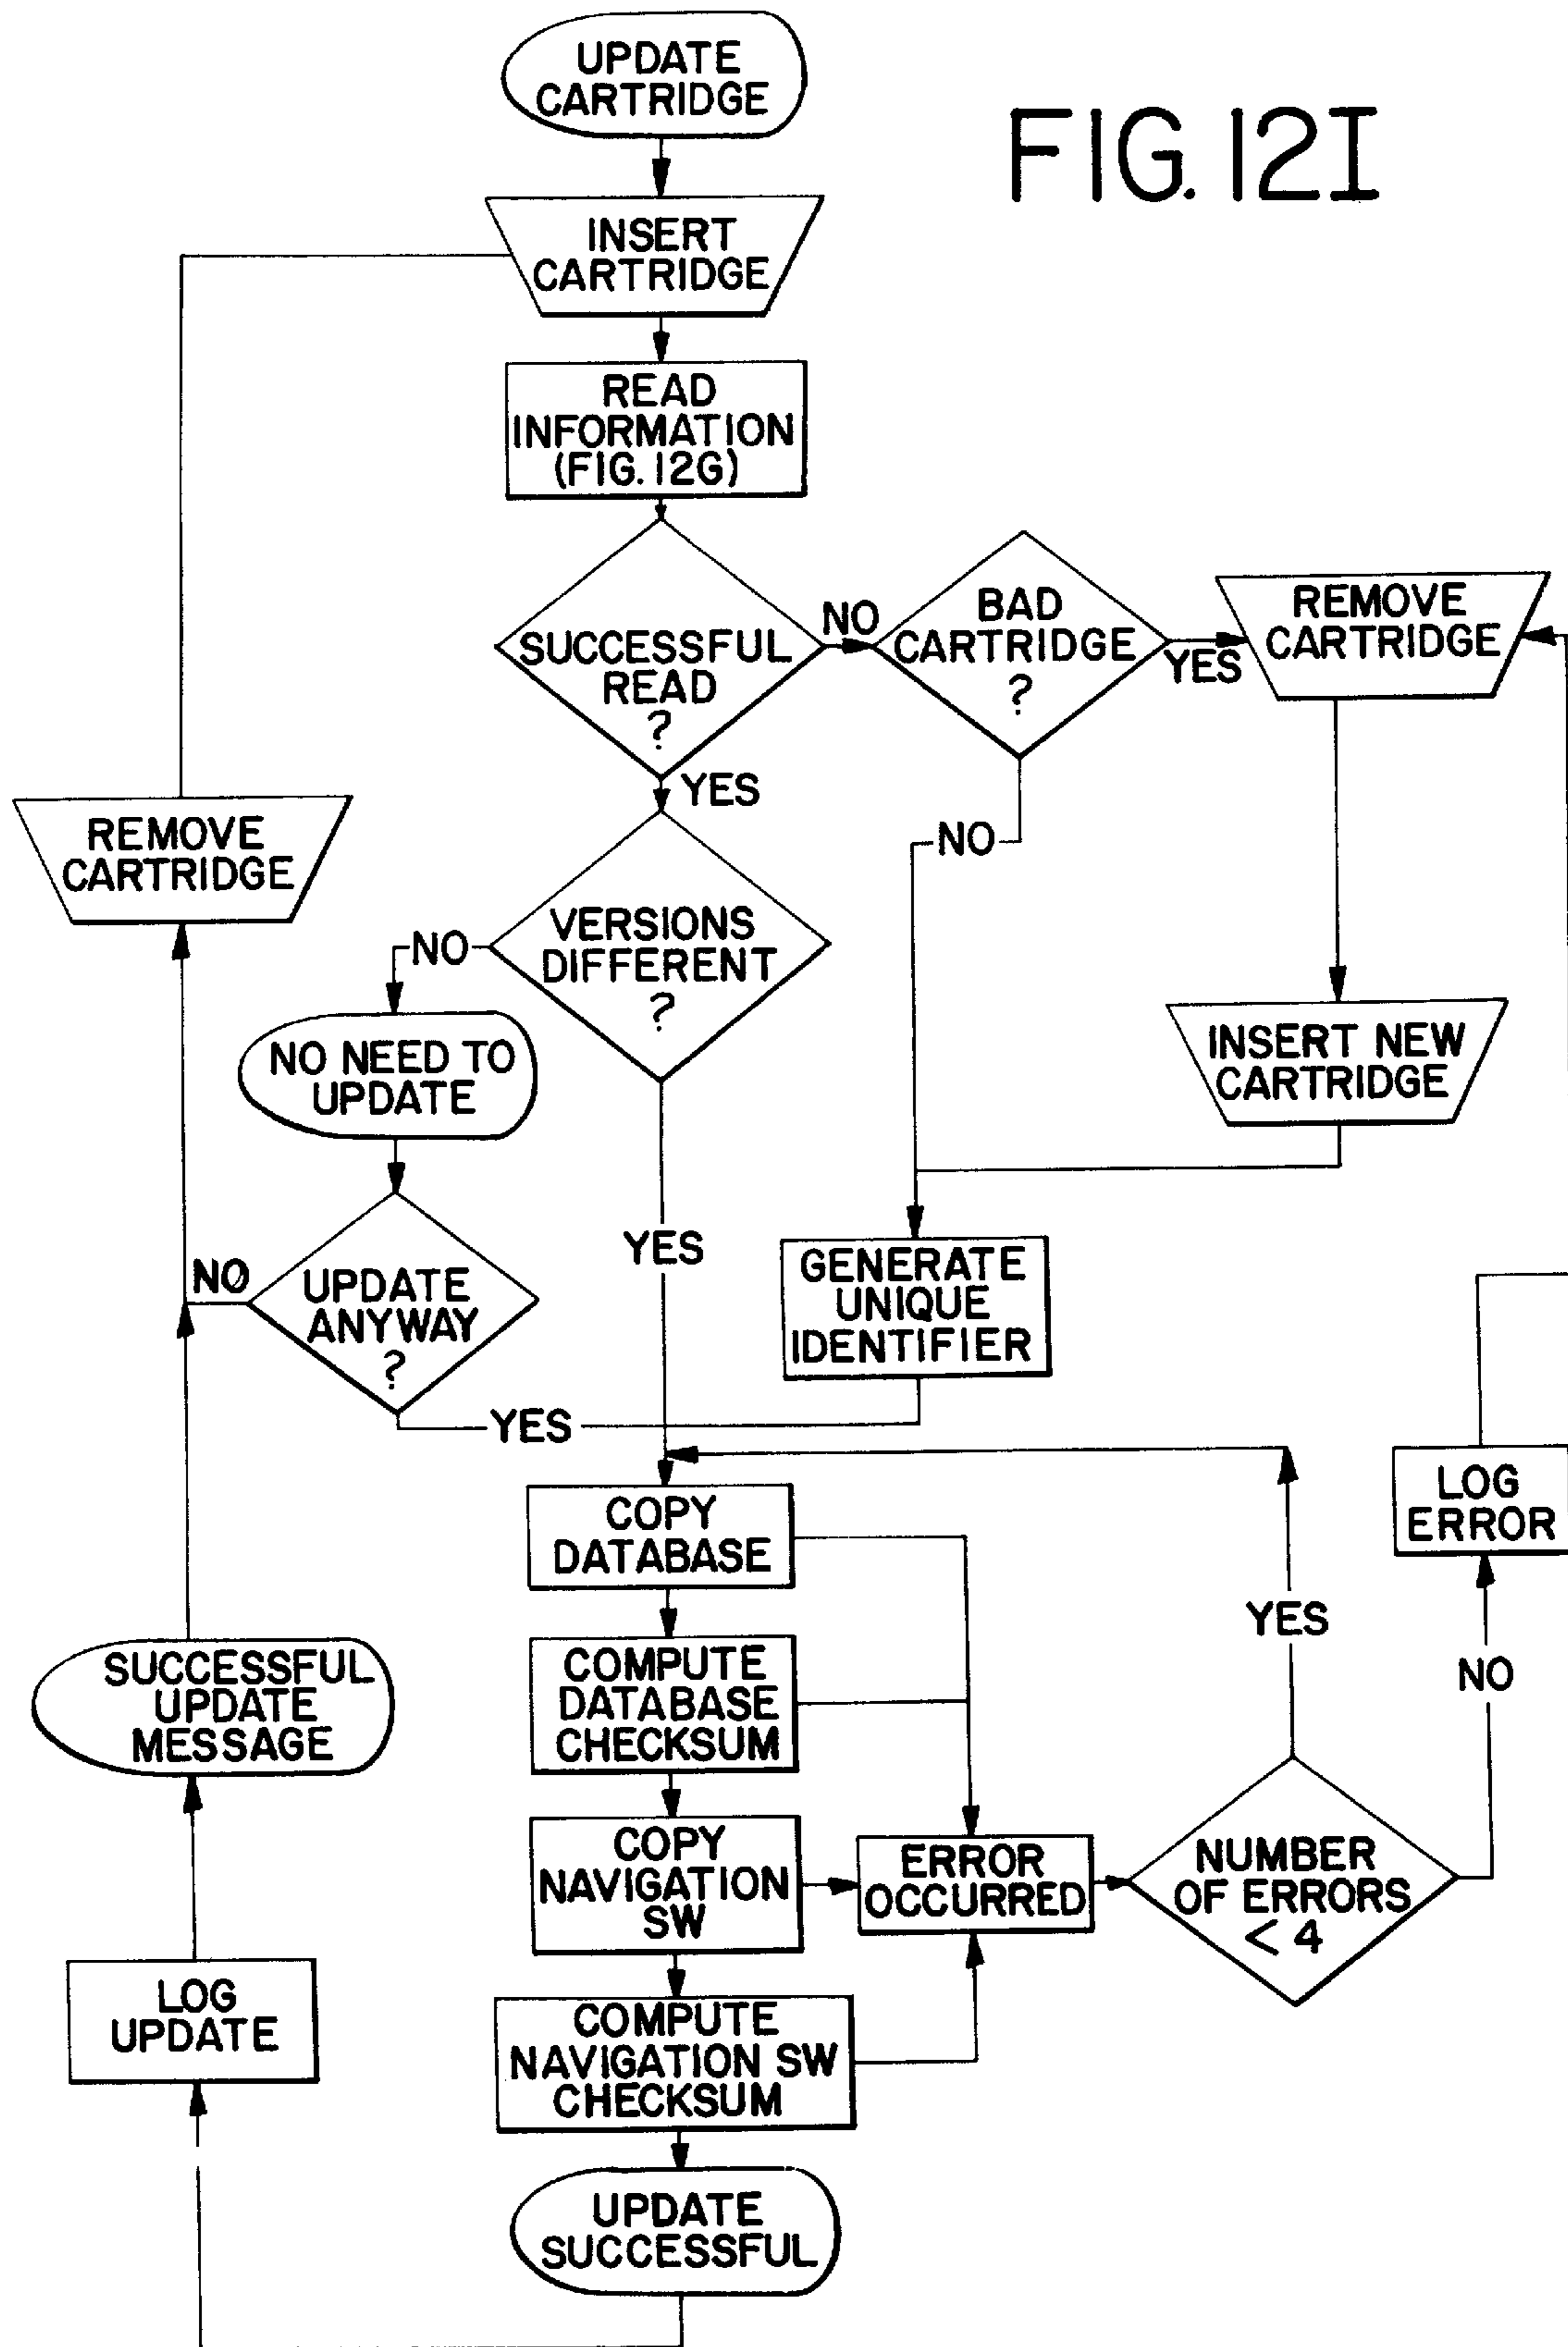 UPDATE
CARTRIDGE
FIG. 12I
INSERT
CARTRIDGE
READ
INFORMATION
(FIG. 12G)
SUCCESSFUL
READ
?
NO
BAD
CARTRIDGE
?
YES
REMOVE
CARTRIDGE
YES
NO
REMOVE
CARTRIDGE
VERSIONS
DIFFERENT
?
NO
NO NEED TO
UPDATE
INSERT NEW
CARTRIDGE
YES
GENERATE
UNIQUE
IDENTIFIER
NO
UPDATE
ANYWAY
?
YES
COPY
DATABASE
LOG
ERROR
YES
NO
COMPUTE
DATABASE
CHECKSUM
SUCCESSFUL
UPDATE
MESSAGE
COPY
NAVIGATION
SW
ERROR
OCCURRED
NUMBER
OF ERRORS
< 4
LOG
UPDATE
COMPUTE
NAVIGATION SW
CHECKSUM
UPDATE
SUCCESSFUL